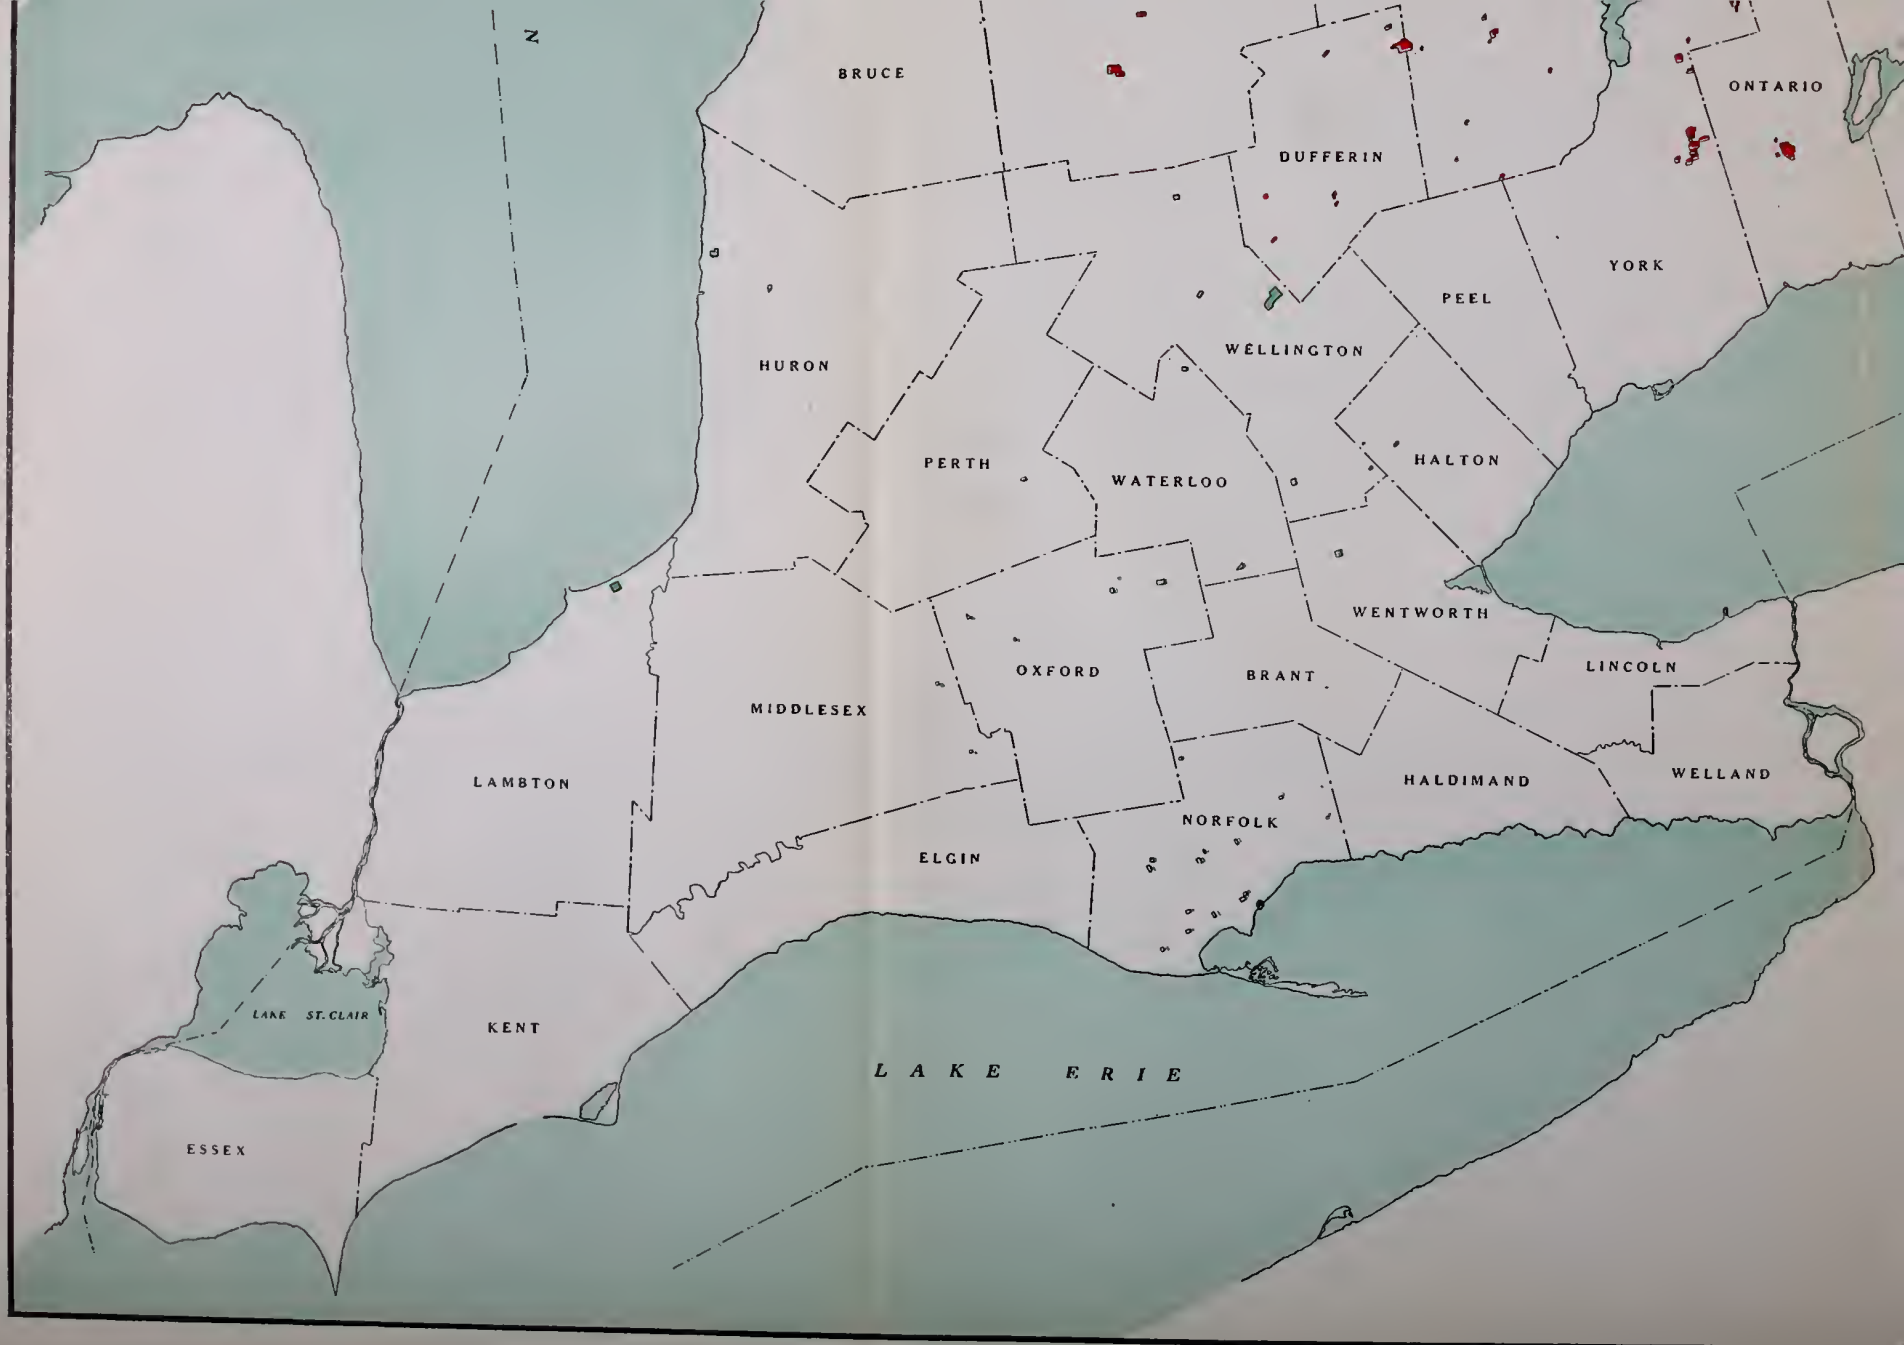 N
Y
BRUCE
ONTARIO
DUFFERIN
YORK
PEEL
WELLINGTON
HURON
HALTON
PERTH
WATERLOO
WENTWORTH
LINCOLN
OXFORD
BRANT
MIDDLESEX
WELLAND
HALDIMAND
LAMBTON
NORFOLK
ELGIN
LAKE ST. CLAIR
KENT
LAKE ERIE
ESSEX